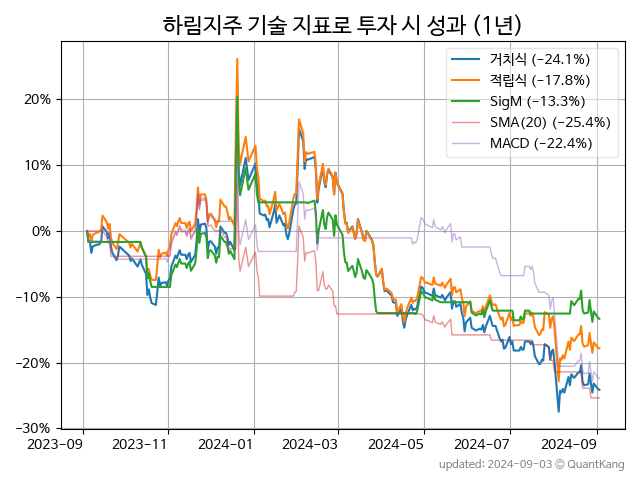 하림지주 기술 지표로 투자 시 성과 (1년)
거치식 (−24.1%)
적립식 (−17.8%)
SigM (−13.3%)
SMA(20) (−25.4%)
MACD (−22.4%)
20%
10%
0%
−10%
−20%
−30%
2023-09 2023-11 2024-01 2024-03 2024-05 2024-07 2024-09
updated: 2024-09-03 © QuantKang